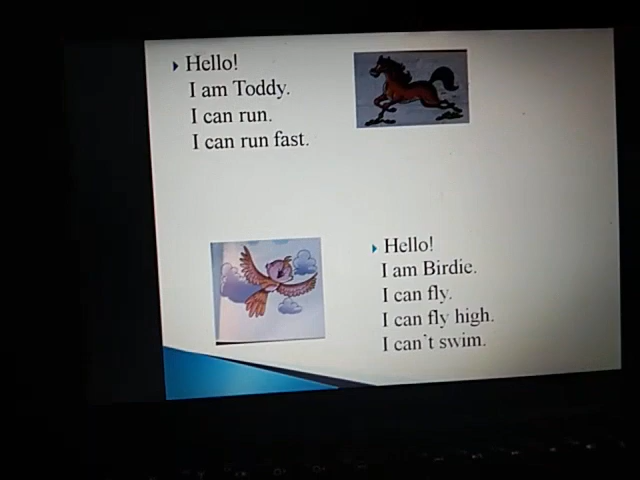 Hello!
I am Toddy.
I can run.
I can run fast.
Hello!
I am Birdie.
I can fly.
I can fly high.
I can't swim.